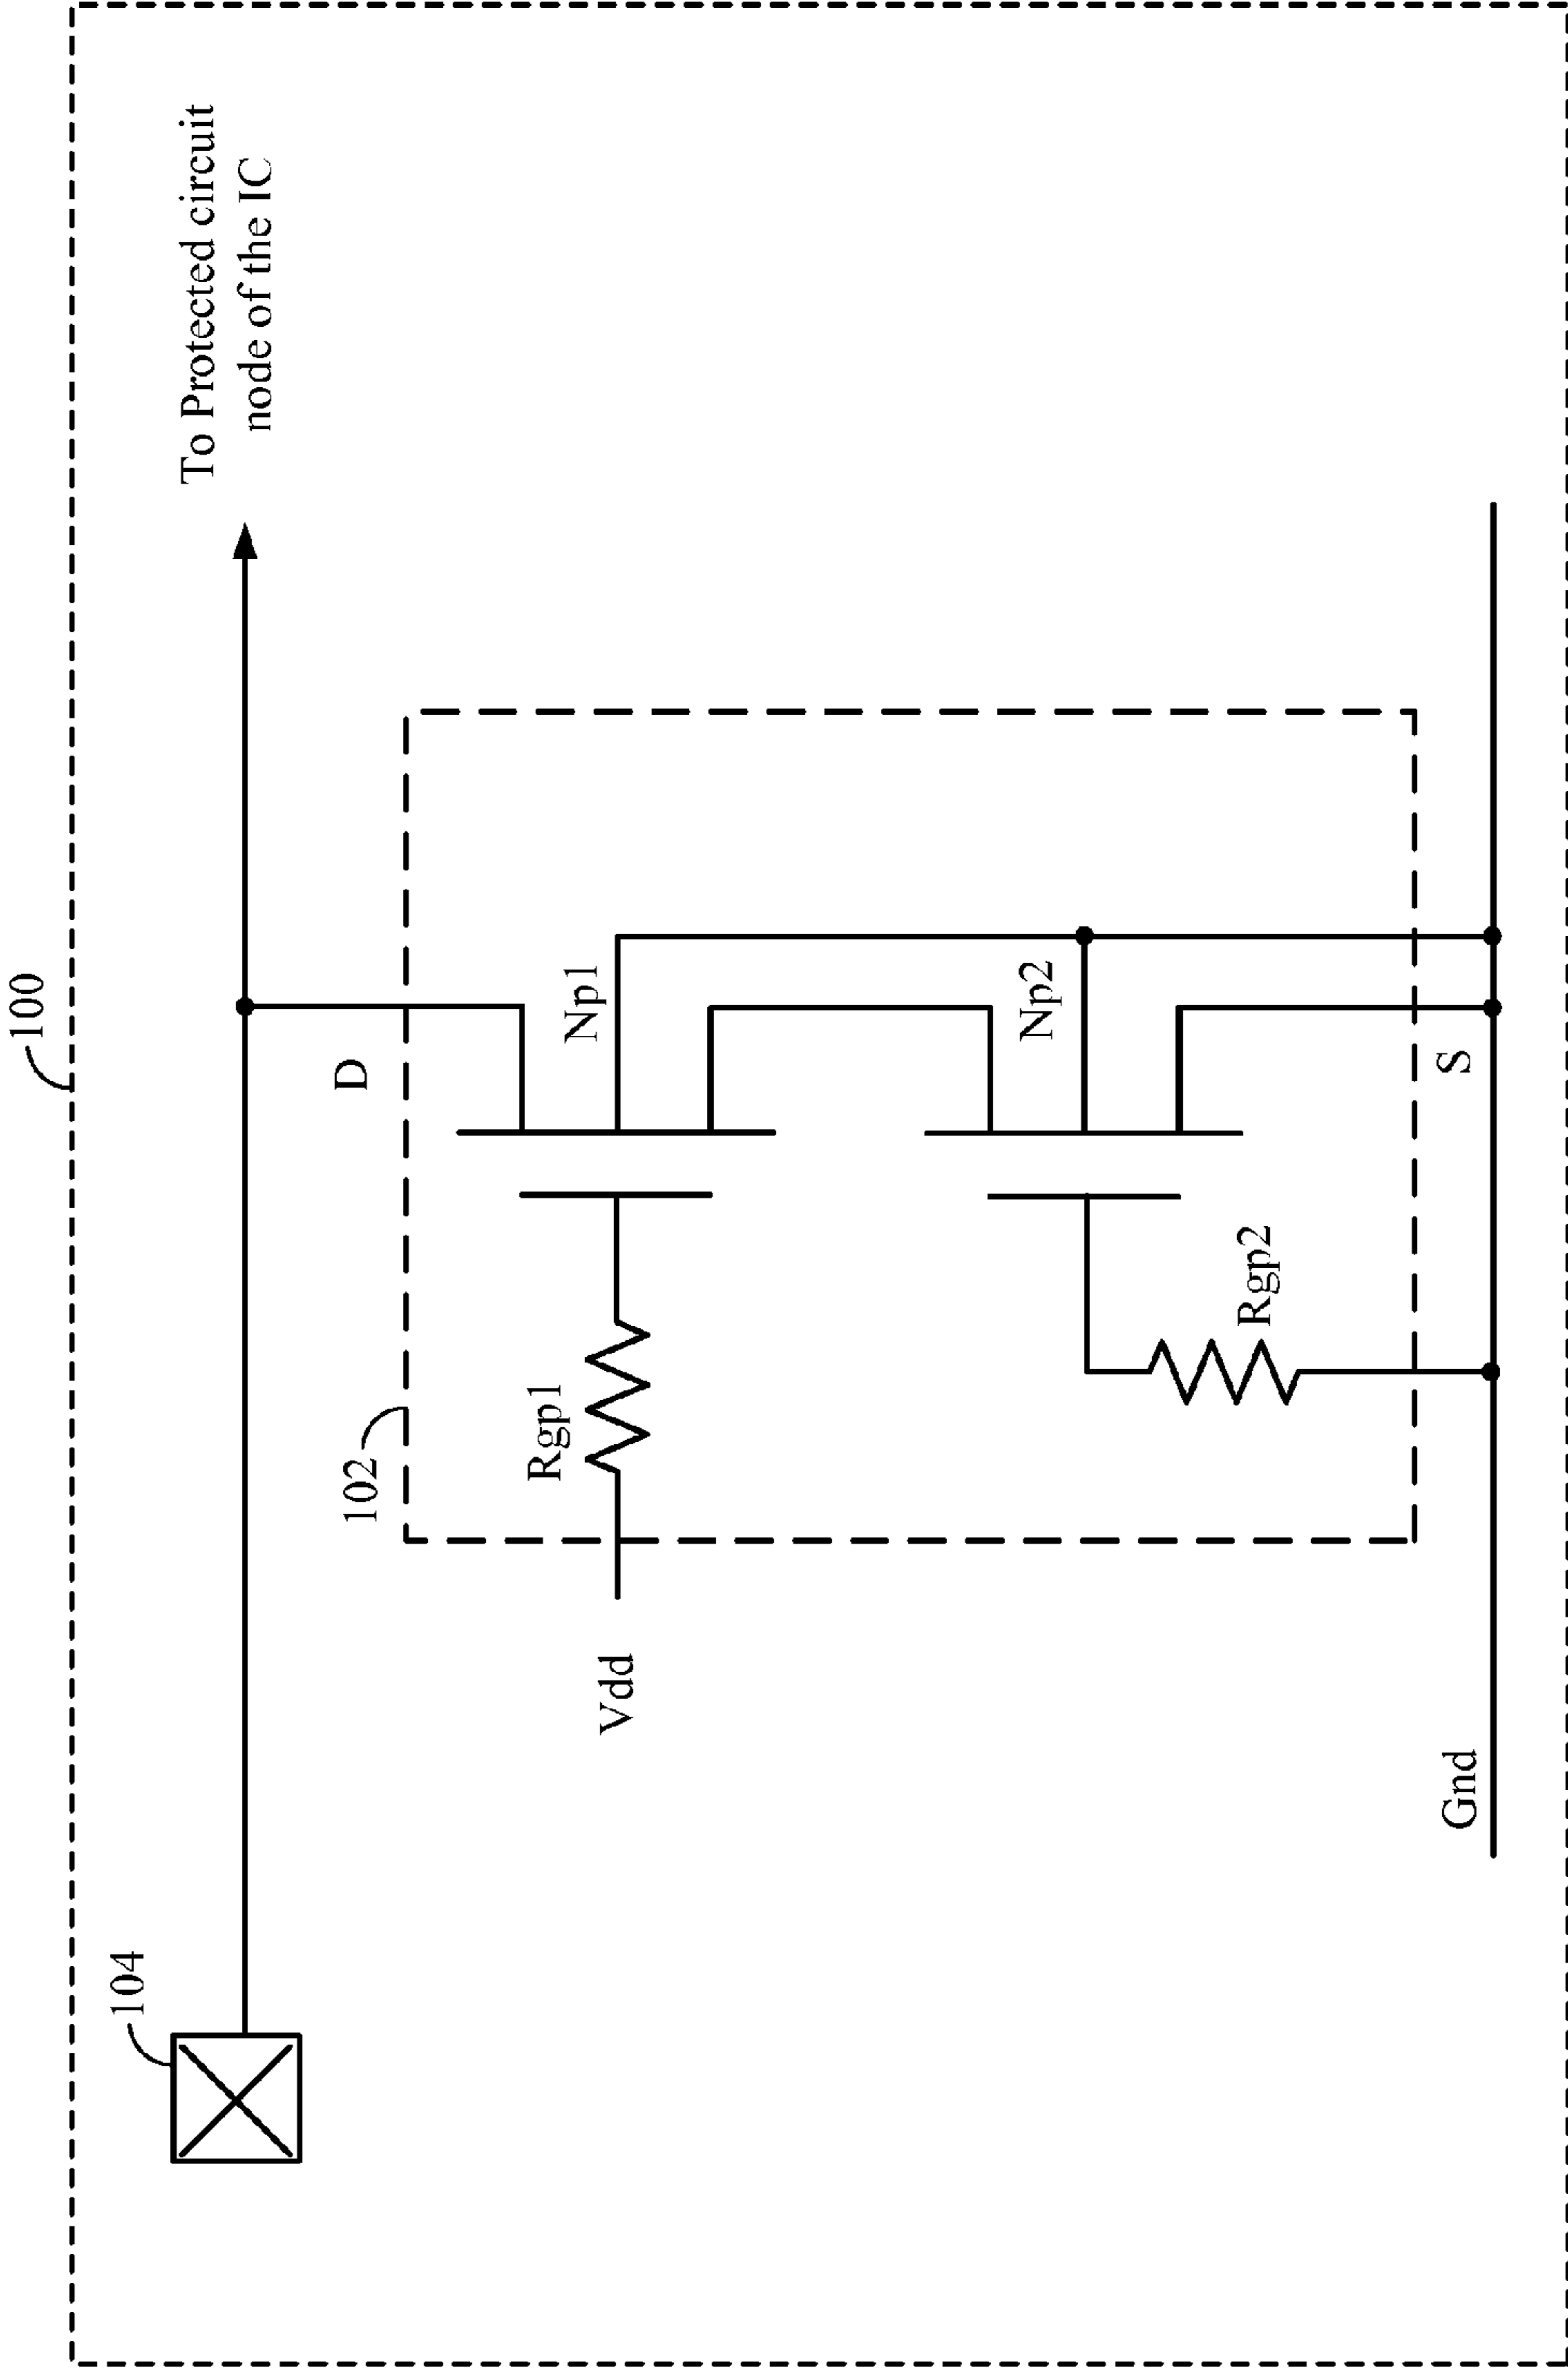 100
104
To Protected circuit
node of the IC
102
D
Rgp1
Np1
Vdd
Np2
Rgp2
Gnd
S